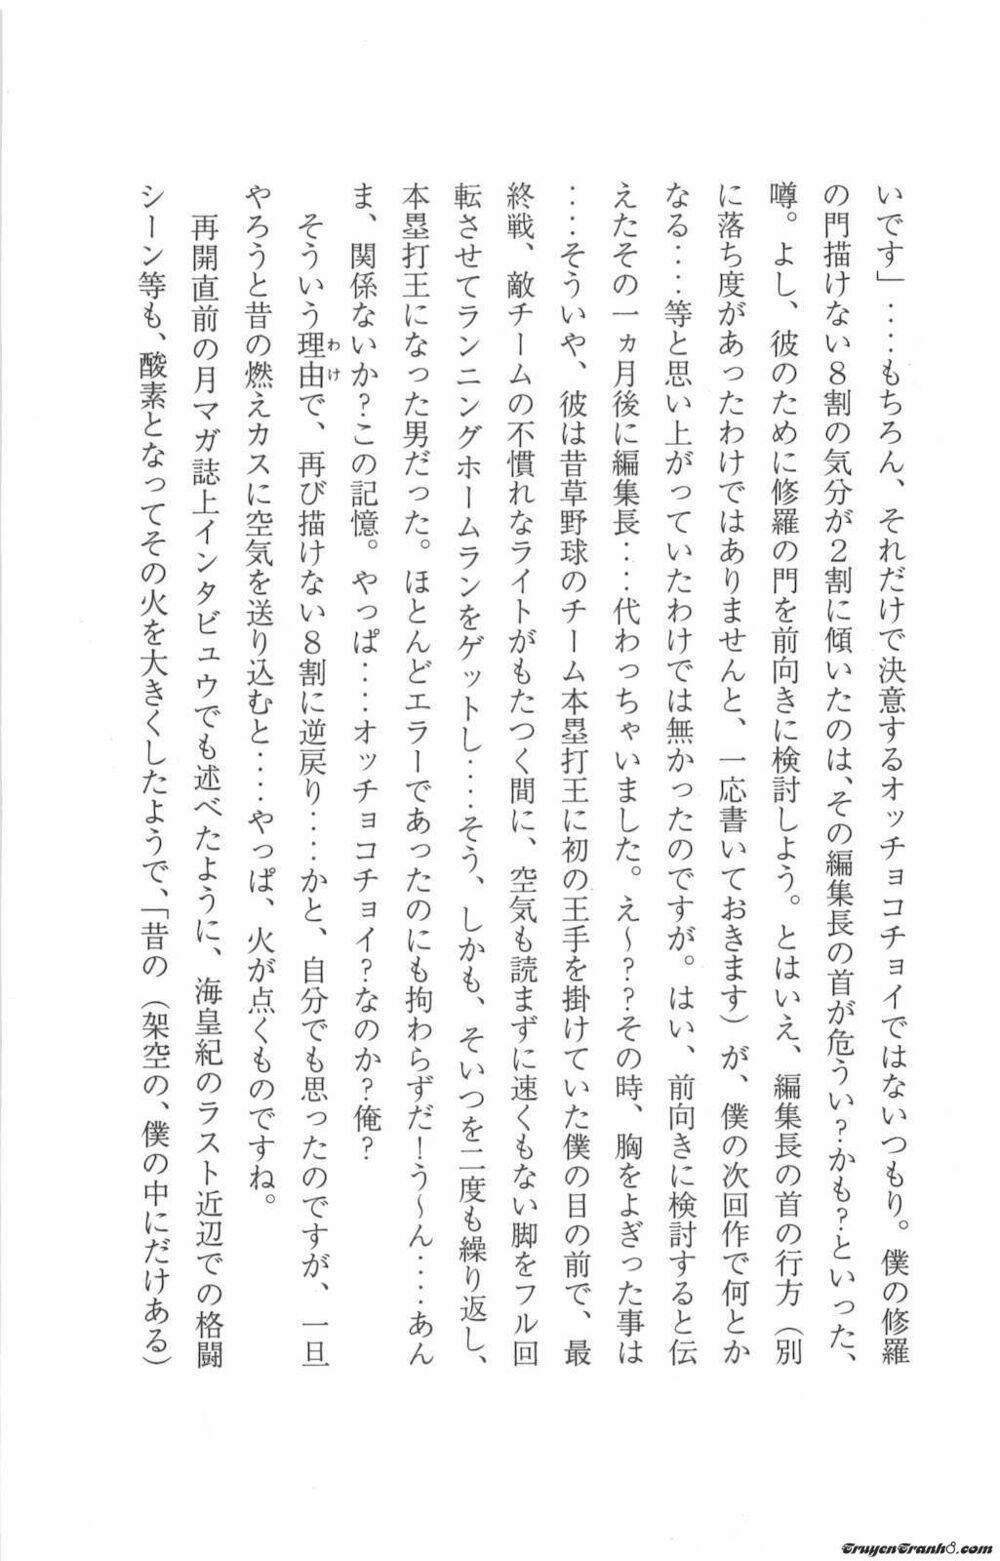 いです」‥‥もちろん、それだけで決意するオッチョコチョイではないつもり。僕の修羅
の門描けない８割の気分が２割に傾いたのは、その編集長の首が危うい？かも？といった、
噂。よし、彼のために修羅の門を前向きに検討しよう。とはいえ、編集長の首の行方（別
に落ち度があったわけではありませんと、一応書いておきます）が、僕の次回作で何とか
なる‥‥等と思い上がっていたわけでは無かったのですが。はい、前向きに検討すると伝
えたその一ヵ月後に編集長‥‥代わっちゃいました。え〜？？その時、胸をよぎった事は
‥‥そういや、彼は昔草野球のチーム本塁打王に初の王手を掛けていた僕の目の前で、最
終戦、敵チームの不慣れなライトがもたつく間に、空気も読まずに速くもない脚をフル回
転させてランニングホームランをゲットし‥‥そう、しかも、そいつを二度も繰り返し、
本塁打王になった男だった。ほとんどエラーであったのにも拘わらずだ！う〜ん‥‥あん
ま、関係ないか？この記憶。やっぱ‥‥オッチョコチョイ？なのか？俺？
そういう理由で、再び描けない８割に逆戻り‥‥かと、自分でも思ったのですが、一旦
わけ
やろうと昔の燃えカスに空気を送り込むと‥‥やっぱ、火が点くものですね。
再開直前の月マガ誌上インタビュウでも述べたように、海皇紀のラスト近辺での格闘
シーン等も、酸素となってその火を大きくしたようで、「昔の（架空の、僕の中にだけある）
TruyenTranh8.com